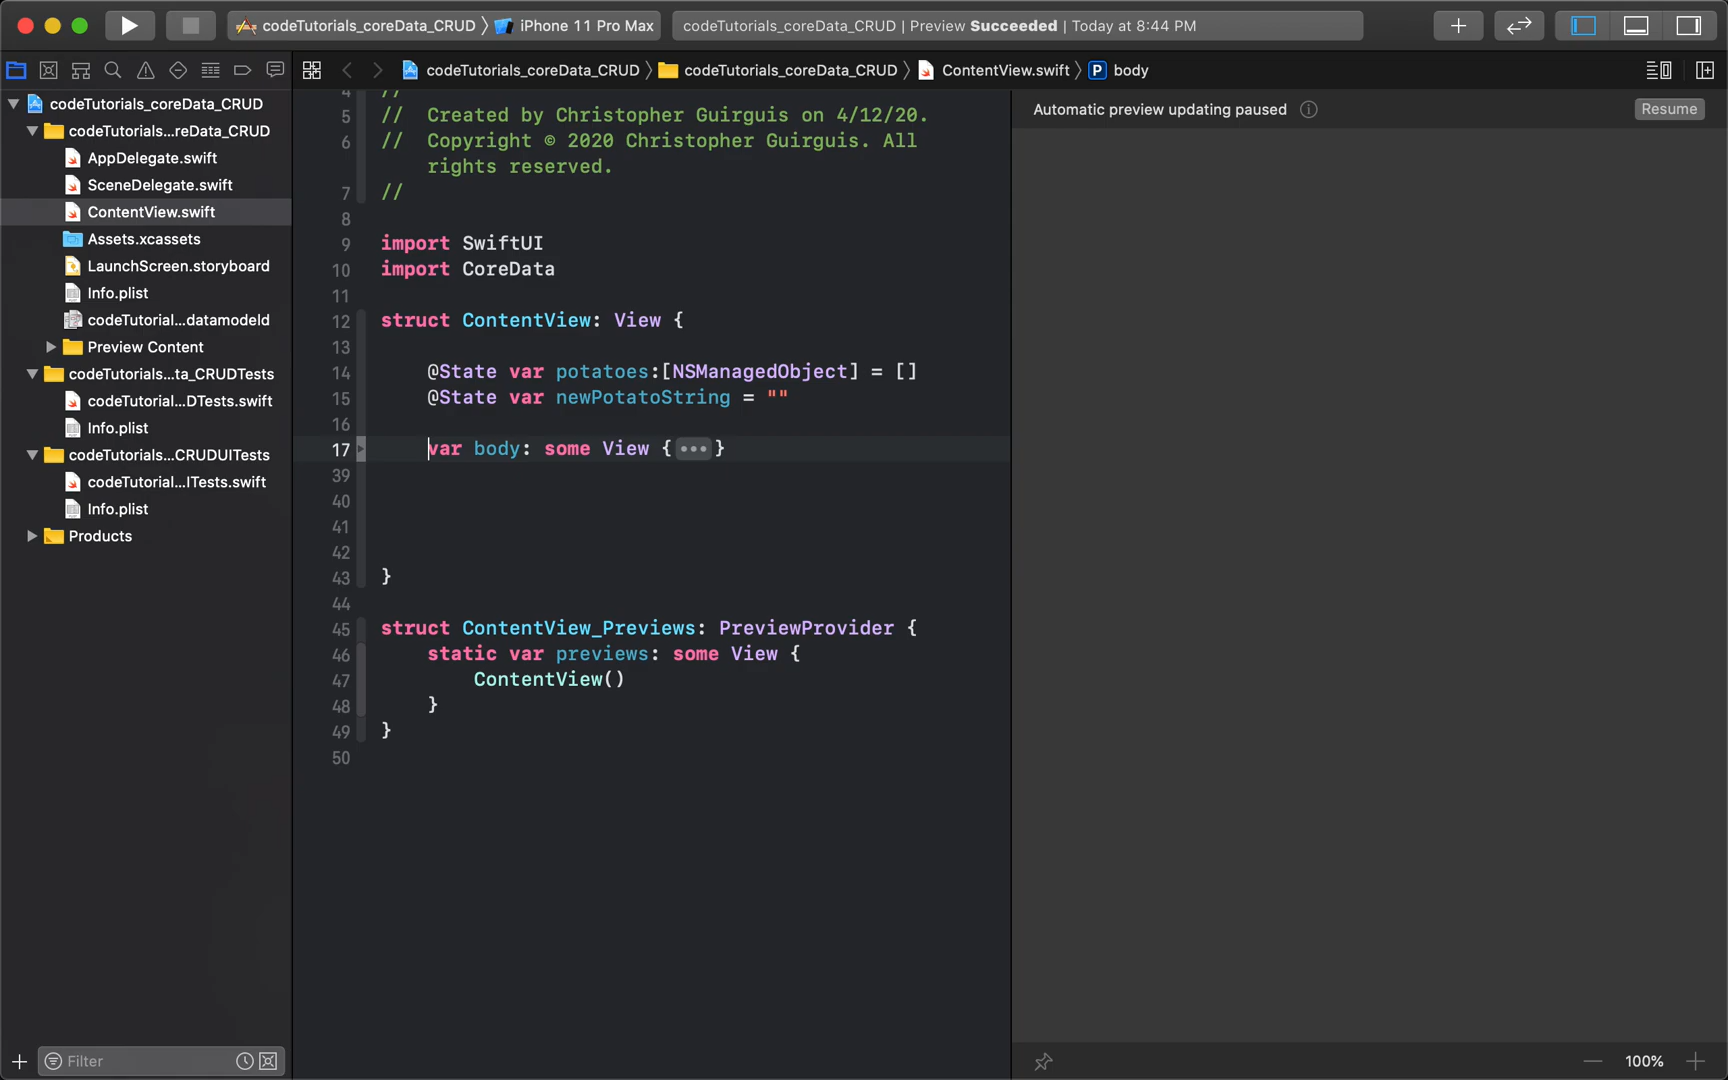 codeTutorials_coreData_CRUD 〉 iPhone 11 Pro Max
codeTutorials_coreData_CRUD | Preview Succeeded | Today at 8:44 PM
codeTutorials_coreData_CRUD 〉 codeTutorials_coreData_CRUD 〉 ContentView.swift 〉 P body
codeTutorials_coreData_CRUD
codeTutorials...reData_CRUD
AppDelegate.swift
SceneDelegate.swift
ContentView.swift
Assets.xcassets
LaunchScreen.storyboard
Info.plist
codeTutorial...datamodeld
Preview Content
codeTutorials...ta_CRUDTests
codeTutorial...DTests.swift
Info.plist
codeTutorials...CRUDUITests
codeTutorial...ITests.swift
Info.plist
Products
Filter
4 //
5 // Created by Christopher Guirguis on 4/12/20.
6 // Copyright © 2020 Christopher Guirguis. All
rights reserved.
7 //
8
9 import SwiftUI
10 import CoreData
11
12 struct ContentView: View {
13
14 @State var potatoes:[NSManagedObject] = []
15 @State var newPotatoString = ""
16
17 var body: some View {•••}
39
40
41
42
43 }
44
45 struct ContentView_Previews: PreviewProvider {
46 static var previews: some View {
47 ContentView()
48 }
49 }
50
Automatic preview updating paused
Resume
100%